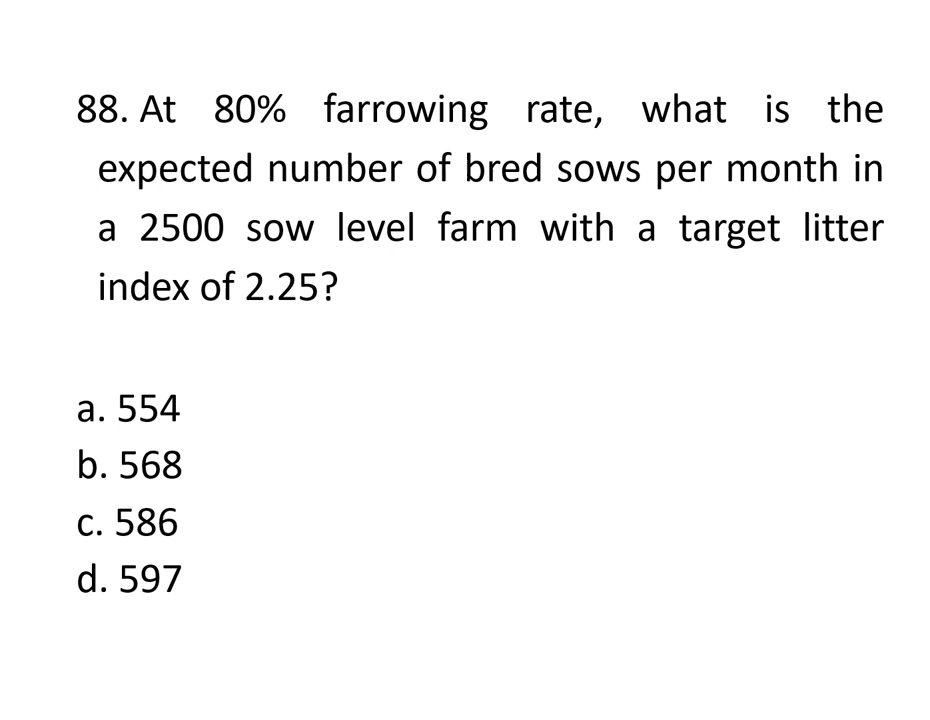 88. At 80% farrowing rate, what is the
expected number of bred sows per month in
a 2500 sow level farm with a target litter
index of 2.25?
a. 554
b. 568
c. 586
d. 597